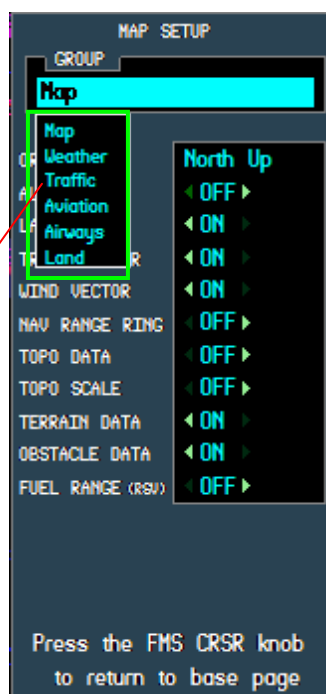 MAP SETUP
GROUP
Map
Map
Weather
Traffic
Aviation
Airways
Land
North Up
OFF
ON
ON
WIND VECTOR ON
NAV RANGE RING OFF
TOPO DATA OFF
TOPO SCALE OFF
TERRAIN DATA ON
OBSTACLE DATA ON
FUEL RANGE (RSV) OFF
Press the FMS CRSR knob
to return to base page